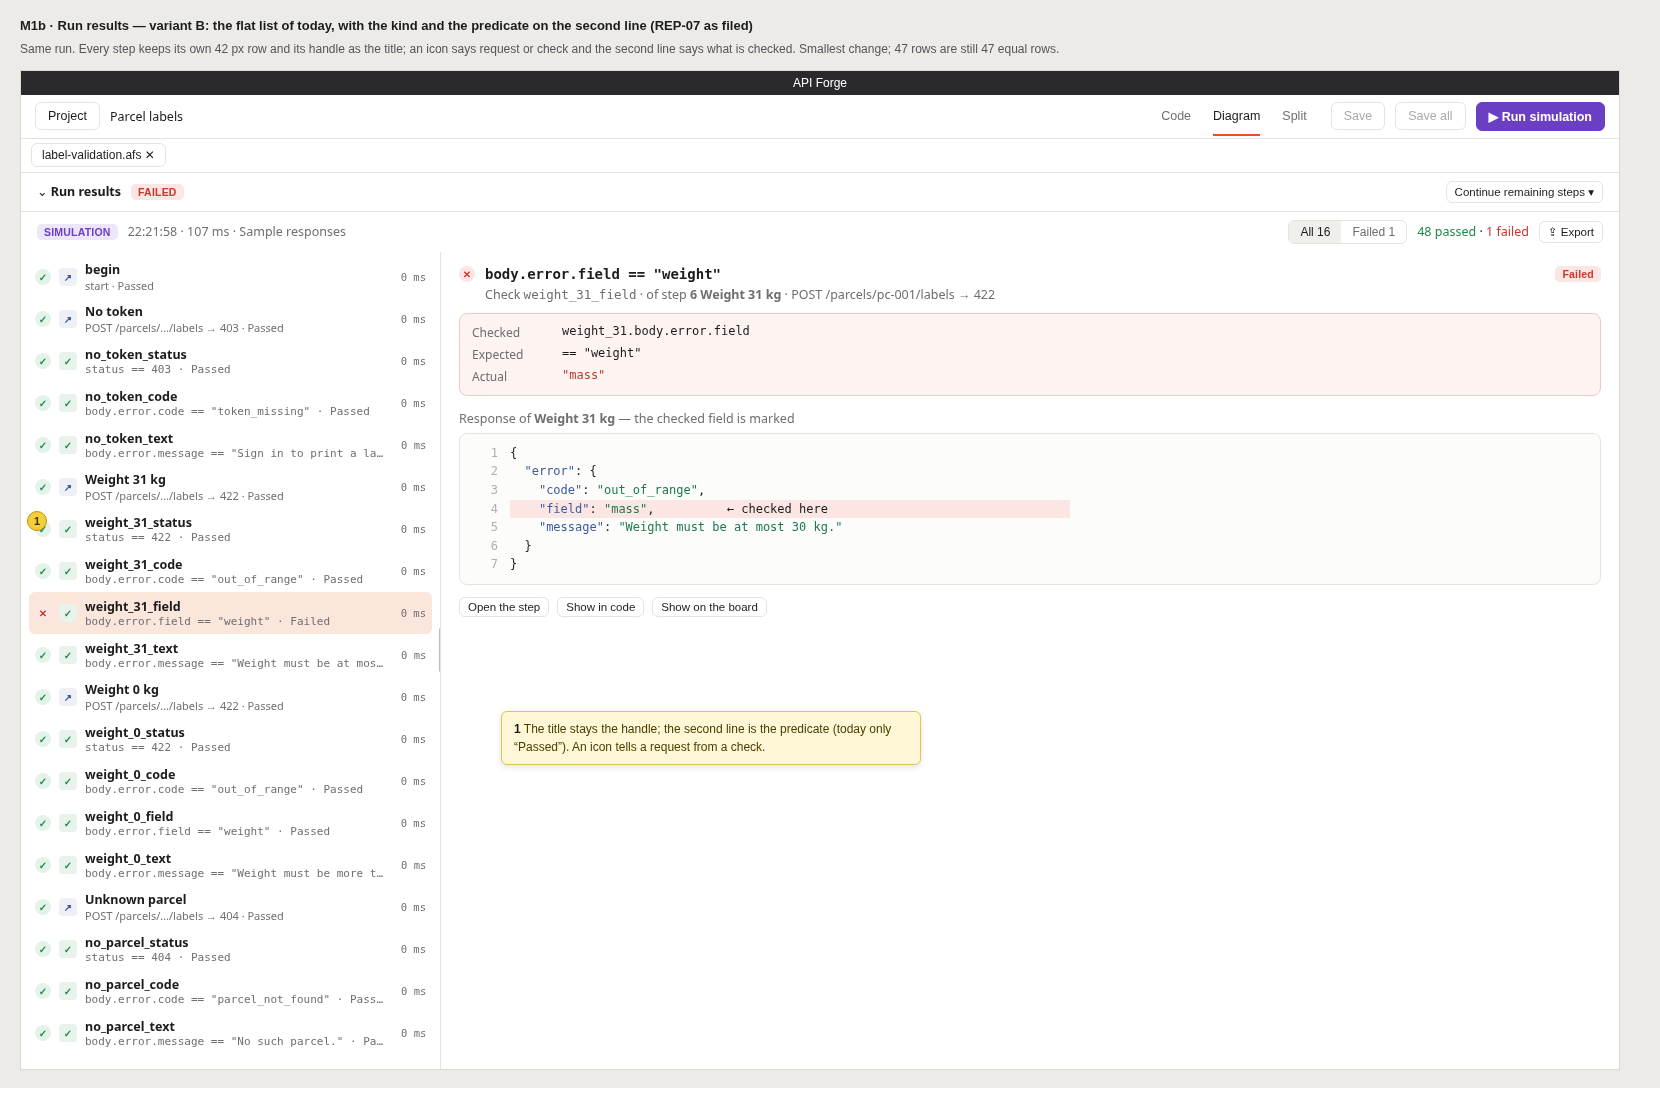 M1b · Run results — variant B: the flat list of today, with the kind and the predicate on the second line (REP-07 as filed)
Same run. Every step keeps its own 42 px row and its handle as the title; an icon says request or check and the second line says what is checked. Smallest change; 47 rows are still 47 equal rows.
API Forge
Project Parcel labels Code Diagram Split Save Save all ▶ Run simulation
label-validation.afs ✕
⌄ Run results FAILED Continue remaining steps ▾
SIMULATION 22:21:58 · 107 ms · Sample responses All 16 Failed 1 48 passed · 1 failed ⇪ Export
✓ ↗ begin 0 ms
start · Passed
✓ ↗ No token 0 ms
POST /parcels/…/labels → 403 · Passed
✓ ✓ no_token_status 0 ms
status == 403 · Passed
✓ ✓ no_token_code 0 ms
body.error.code == "token_missing" · Passed
✓ ✓ no_token_text 0 ms
body.error.message == "Sign in to print a la…
✓ ↗ Weight 31 kg 0 ms
POST /parcels/…/labels → 422 · Passed
1
✓ ✓ weight_31_status 0 ms
status == 422 · Passed
✓ ✓ weight_31_code 0 ms
body.error.code == "out_of_range" · Passed
✕ ✓ weight_31_field 0 ms
body.error.field == "weight" · Failed
✓ ✓ weight_31_text 0 ms
body.error.message == "Weight must be at mos…
✓ ↗ Weight 0 kg 0 ms
POST /parcels/…/labels → 422 · Passed
✓ ✓ weight_0_status 0 ms
status == 422 · Passed
✓ ✓ weight_0_code 0 ms
body.error.code == "out_of_range" · Passed
✓ ✓ weight_0_field 0 ms
body.error.field == "weight" · Passed
✓ ✓ weight_0_text 0 ms
body.error.message == "Weight must be more t…
✓ ↗ Unknown parcel 0 ms
POST /parcels/…/labels → 404 · Passed
✓ ✓ no_parcel_status 0 ms
status == 404 · Passed
✓ ✓ no_parcel_code 0 ms
body.error.code == "parcel_not_found" · Pass…
✓ ✓ no_parcel_text 0 ms
body.error.message == "No such parcel." · Pa…
✕ body.error.field == "weight" Failed
Check weight_31_field · of step 6 Weight 31 kg · POST /parcels/pc-001/labels → 422
Checked weight_31.body.error.field
Expected == "weight"
Actual "mass"
Response of Weight 31 kg — the checked field is marked
1 {
2 "error": {
3 "code": "out_of_range",
4 "field": "mass", ← checked here
5 "message": "Weight must be at most 30 kg."
6 }
7 }
Open the step Show in code Show on the board
1 The title stays the handle; the second line is the predicate (today only
“Passed”). An icon tells a request from a check.